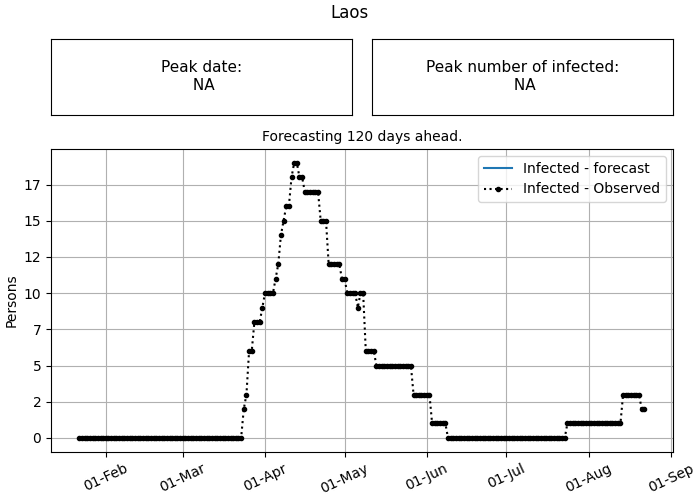 Laos
Peak date:
NA
Peak number of infected:
NA
Forecasting 120 days ahead.
Infected - forecast
Infected - Observed
Persons
17
15
12
10
7
5
2
0
01-Feb
01-Mar
01-Apr
01-May
01-Jun
01-Jul
01-Aug
01-Sep